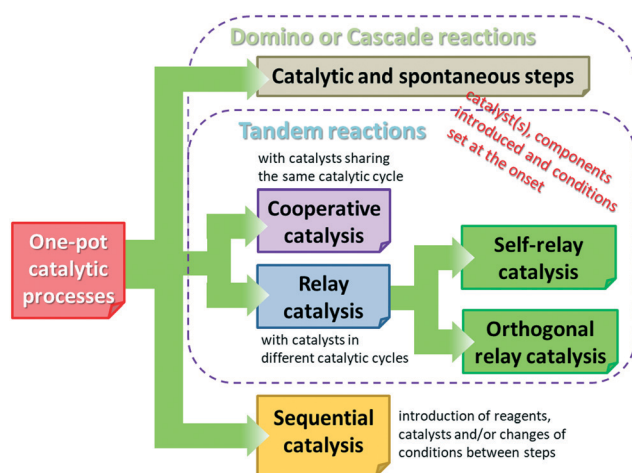 Domino or Cascade reactions
Catalytic and spontaneous steps
catalyst(s), components
introduced and conditions
set at the onset
Tandem reactions
with catalysts sharing
the same catalytic cycle
Cooperative
catalysis
One-pot
catalytic
processes
Relay
catalysis
with catalysts in
different catalytic cycles
Self-relay
catalysis
Orthogonal
relay catalysis
Sequential
catalysis
introduction of reagents,
catalysts and/or changes of
conditions between steps